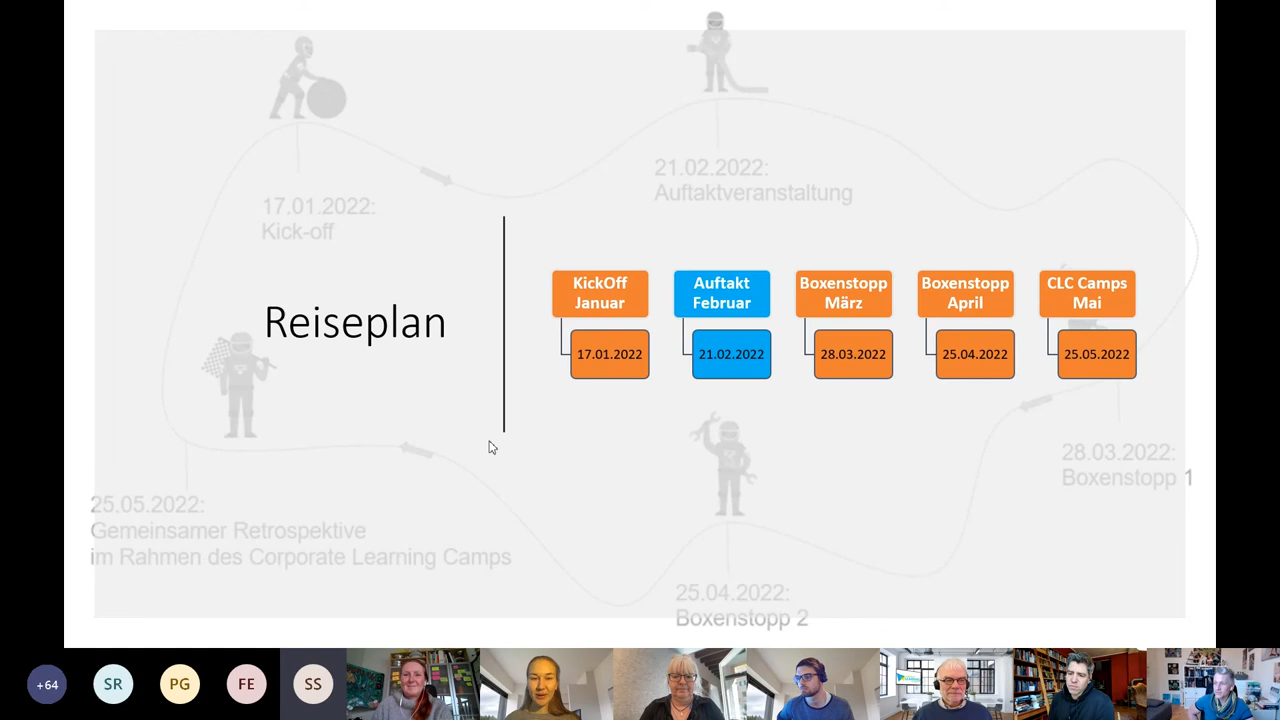 17.01.2022:
Kick-off
21.02.2022:
Auftaktveranstaltung
Reiseplan
KickOff
Januar
17.01.2022
Auftakt
Februar
21.02.2022
Boxenstopp
März
28.03.2022
Boxenstopp
April
25.04.2022
CLC Camps
Mai
25.05.2022
28.03.2022:
Boxenstopp 1
25.05.2022:
Gemeinsamer Retrospektive
im Rahmen des Corporate Learning Camps
25.04.2022:
Boxenstopp 2
+64
SR
PG
FE
SS